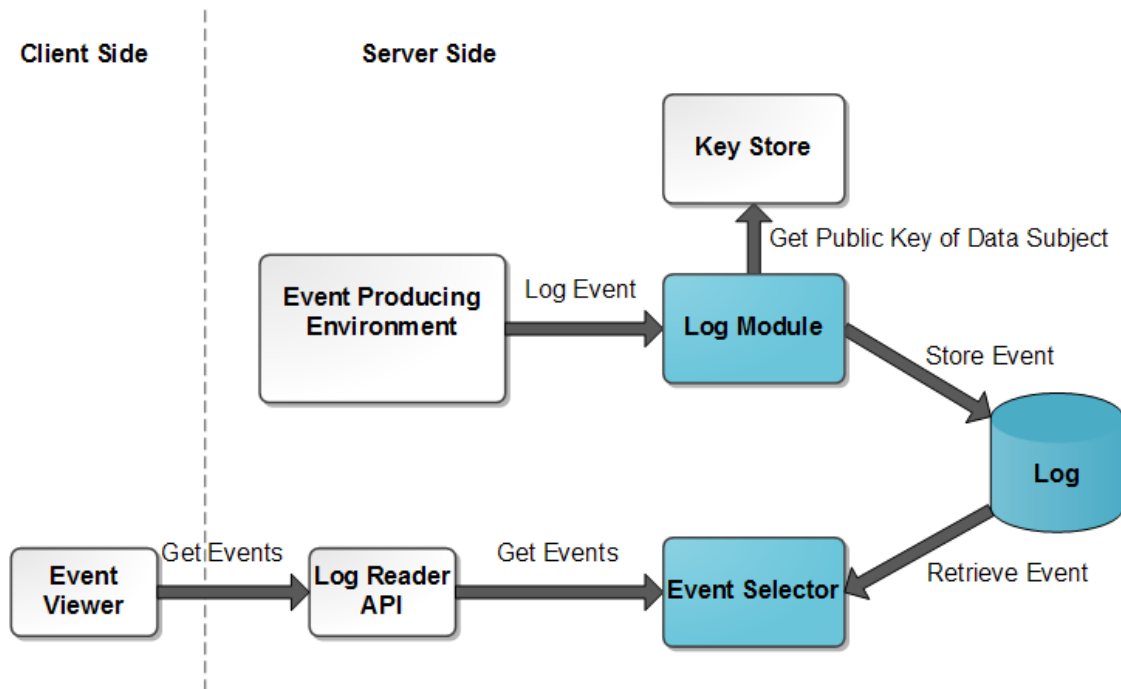 Client Side
Server Side
Key Store
Get Public Key of Data Subject
Event Producing
Environment
Log Event
Log Module
Store Event
Log
Get Events
Get Events
Event
Viewer
Log Reader
API
Event Selector
Retrieve Event